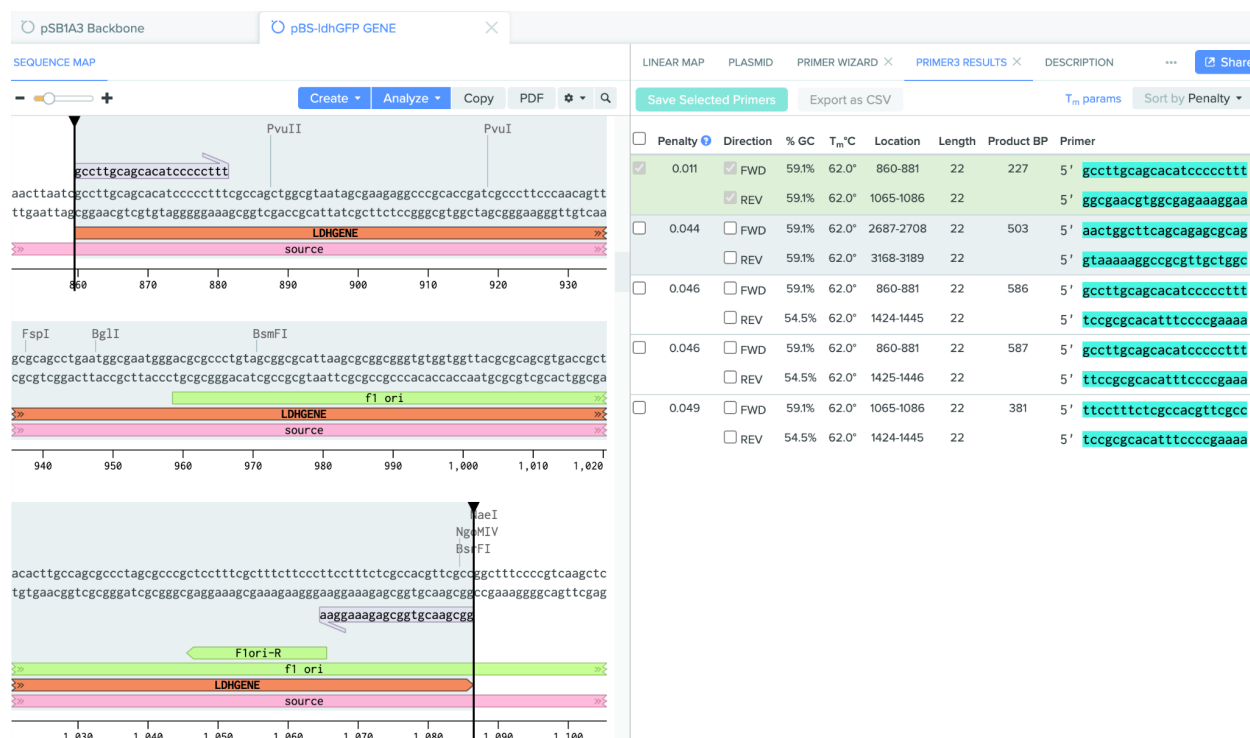 pSB1A3 Backbone
pBS-ldhGFP GENE
SEQUENCE MAP
Create
Analyze
Copy
PDF
PvuII PvuI
gccttgcagcacatccccccttt
aacttaatcgccttgcagcacatccccctttcgccagctggcgtaatagcgaagaggcccgcaccgatcgcccttcccaacagtt
ttgaattagcggaacgtcgtgtagggggaaagcggtcgaccgcattatcgcttctccgggcgtggctagcgggaagggttgtcaa
LDHGENE
source
860 870 880 890 900 910 920 930
FspI BglI BsmFI
gcgcagcctgaatggcgaatgggacgcgccctgtagcggcgcattaagcgcggcgggtgtggtggttacgcgcagcgtgaccgct
cgcgtcggacttaccgcttaccctgcgcgggacatcgccgcgtaattcgcgccgcccacaccaccaatgcgcgtcgcactggcga
f1 ori
LDHGENE
source
940 950 960 970 980 990 1,000 1,010 1,020
NaeI
NgoMIV
BsrFI
acacttgccagcgccctagcgcccgctcctttcgctttcttcccttcctttctcgccacgttcgccggctttccccgtcaagctc
tgtgaacggtcgcgggatcgcgggcgaggaaagcgaaagaagggaaggaaagagcggtgcaagcggccgaaaggggcagttcgag
aaggaaagagcggtgcaagcgg
F1ori-R
f1 ori
LDHGENE
source
1,030 1,040 1,050 1,060 1,070 1,080 1,090 1,100
LINEAR MAP PLASMID PRIMER WIZARD PRIMER3 RESULTS DESCRIPTION ... Share
Save Selected Primers Export as CSV Tm params Sort by Penalty
Penalty Direction % GC Tm°C Location Length Product BP Primer
0.011 FWD 59.1% 62.0° 860-881 22 227 5' gccttgcagcacatccccctttt
REV 59.1% 62.0° 1065-1086 22 5' ggcgaacgtggcgagaaaggaa
0.044 FWD 59.1% 62.0° 2687-2708 22 503 5' aactggcttcagcagagcgcag
REV 59.1% 62.0° 3168-3189 22 5' gtaaaaaggccgcgttgctggc
0.046 FWD 59.1% 62.0° 860-881 22 586 5' gccttgcagcacatccccctttt
REV 54.5% 62.0° 1424-1445 22 5' tccgcgcacatttccccgaaaa
0.046 FWD 59.1% 62.0° 860-881 22 587 5' gccttgcagcacatccccctttt
REV 54.5% 62.0° 1425-1446 22 5' ttccgcgcacatttccccgaaa
0.049 FWD 59.1% 62.0° 1065-1086 22 381 5' ttcctttctcgccacgttcgcc
REV 54.5% 62.0° 1424-1445 22 5' tccgcgcacatttccccgaaaa